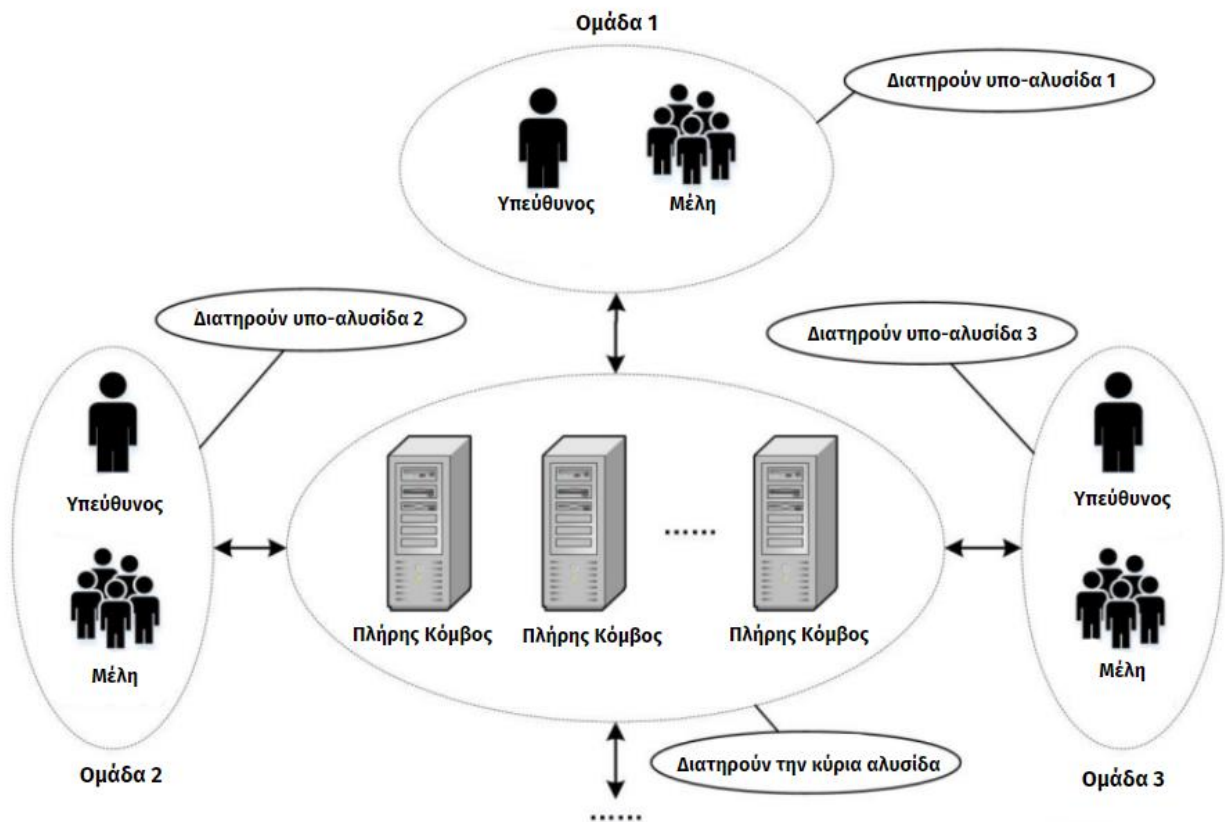 Ομάδα 1
Διατηρούν υπο-αλυσίδα 1
Υπεύθυνος
Μέλη
Διατηρούν υπο-αλυσίδα 2
Διατηρούν υπο-αλυσίδα 3
Υπεύθυνος
Μέλη
Ομάδα 2
......
Πλήρης Κόμβος
Πλήρης Κόμβος
Πλήρης Κόμβος
Υπεύθυνος
Μέλη
Ομάδα 3
Διατηρούν την κύρια αλυσίδα
......